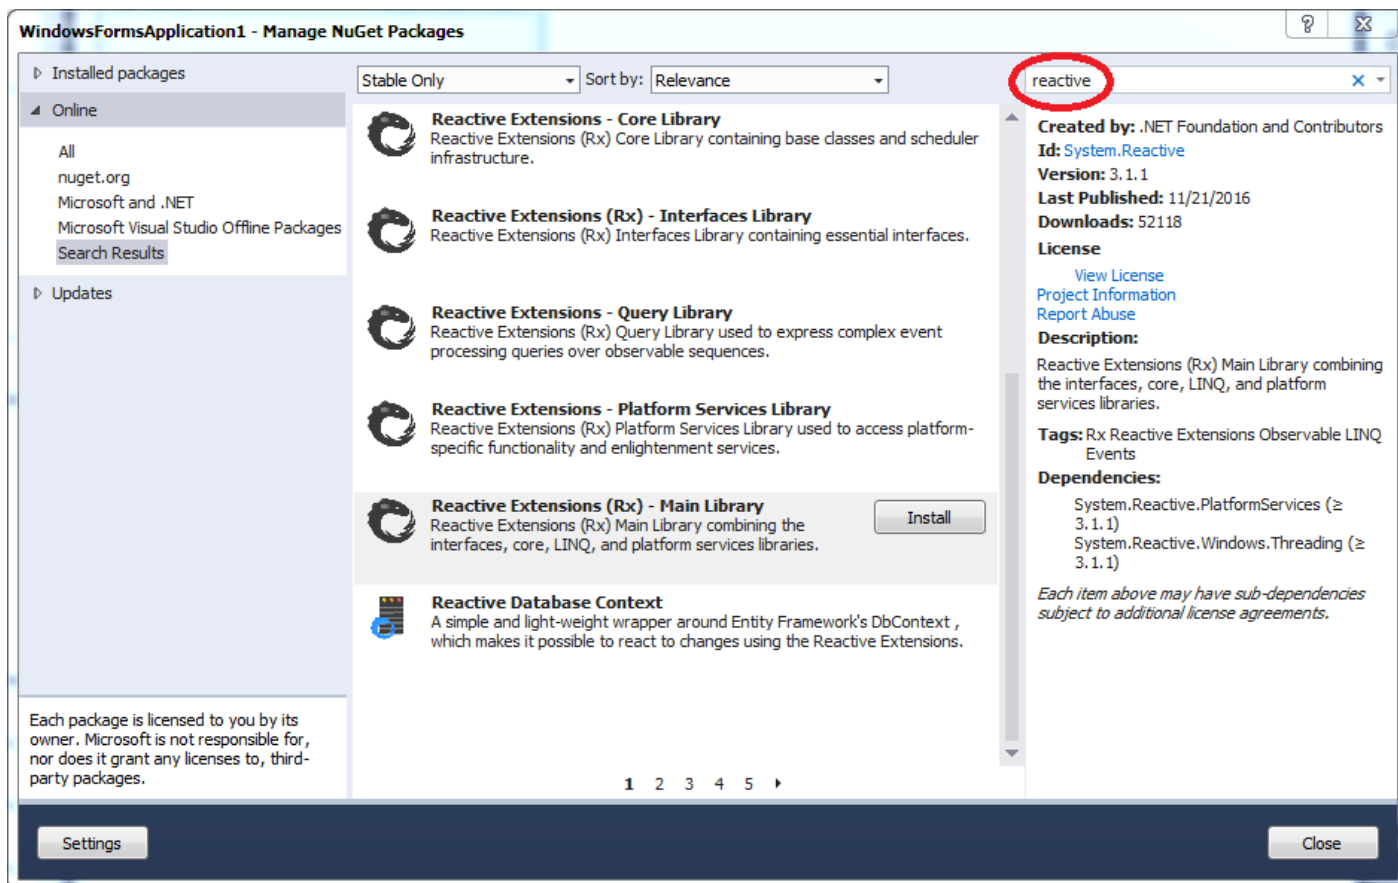 WindowsFormsApplication1 - Manage NuGet Packages
Installed packages
Online
All
nuget.org
Microsoft and .NET
Microsoft Visual Studio Offline Packages
Search Results
Updates
Each package is licensed to you by its
owner. Microsoft is not responsible for,
nor does it grant any licenses to, third-
party packages.
Stable Only
Sort by: Relevance
Reactive Extensions - Core Library
Reactive Extensions (Rx) Core Library containing base classes and scheduler
infrastructure.
Reactive Extensions (Rx) - Interfaces Library
Reactive Extensions (Rx) Interfaces Library containing essential interfaces.
Reactive Extensions - Query Library
Reactive Extensions (Rx) Query Library used to express complex event
processing queries over observable sequences.
Reactive Extensions - Platform Services Library
Reactive Extensions (Rx) Platform Services Library used to access platform-
specific functionality and enlightenment services.
Reactive Extensions (Rx) - Main Library
Reactive Extensions (Rx) Main Library combining the
interfaces, core, LINQ, and platform services libraries.
Install
Reactive Database Context
A simple and light-weight wrapper around Entity Framework's DbContext ,
which makes it possible to react to changes using the Reactive Extensions.
1 2 3 4 5
reactive
Created by: .NET Foundation and Contributors
Id: System.Reactive
Version: 3.1.1
Last Published: 11/21/2016
Downloads: 52118
License
View License
Project Information
Report Abuse
Description:
Reactive Extensions (Rx) Main Library combining
the interfaces, core, LINQ, and platform
services libraries.
Tags: Rx Reactive Extensions Observable LINQ
Events
Dependencies:
System.Reactive.PlatformServices (≥
3.1.1)
System.Reactive.Windows.Threading (≥
3.1.1)
Each item above may have sub-dependencies
subject to additional license agreements.
Settings
Close